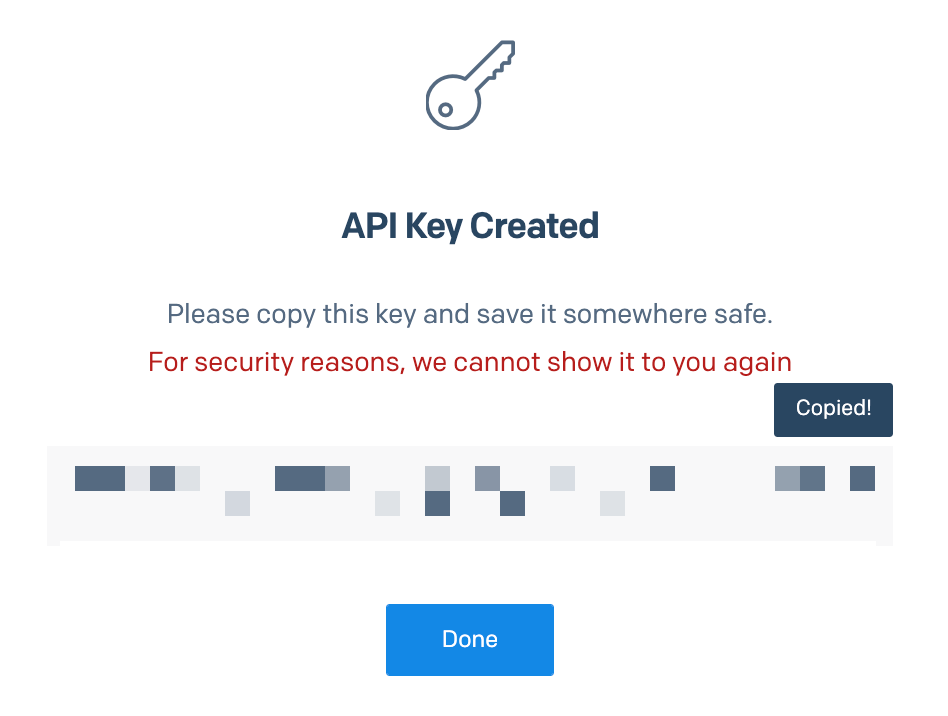 API Key Created
Please copy this key and save it somewhere safe.
For security reasons, we cannot show it to you again
Copied!
Done